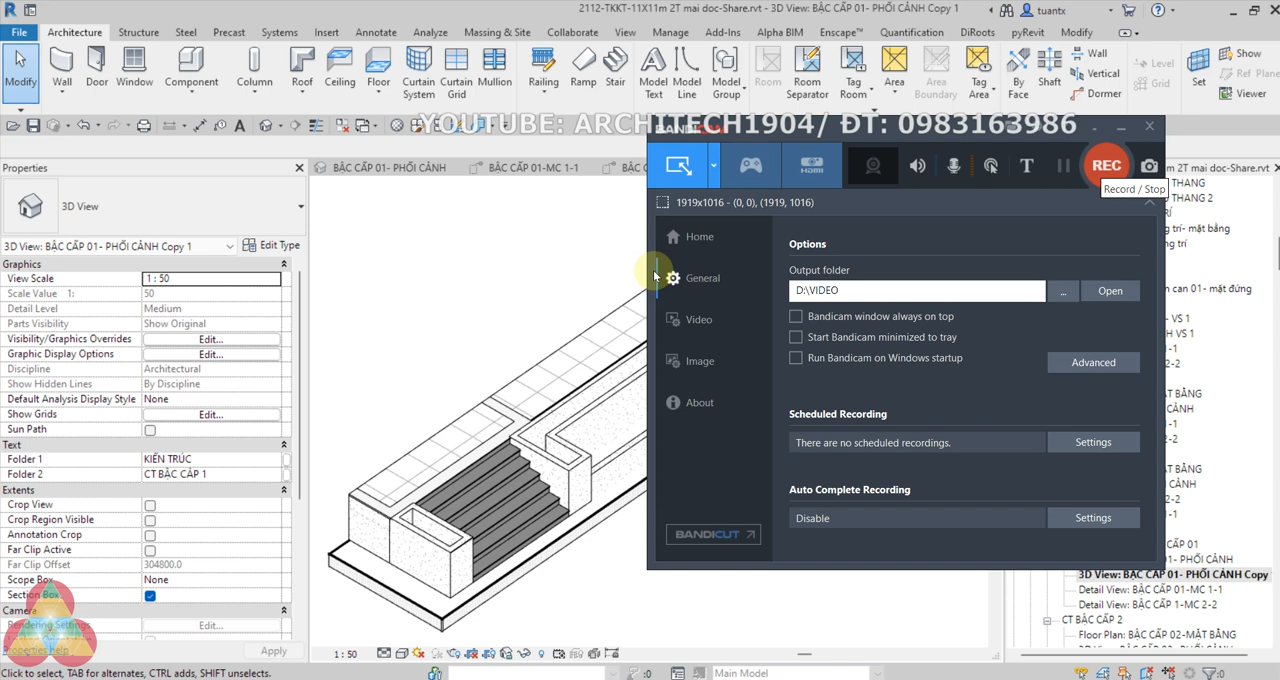 2112-TKKT-11X11m 2T mai doc-Share.rvt - 3D View: BẬC CẤP 01- PHỐI CẢNH Copy 1
tuantx
File Architecture Structure Steel Precast Systems Insert Annotate Analyze Massing & Site Collaborate View Manage Add-Ins Alpha BIM Enscape™ Quantification DiRoots pyRevit Modify
Modify Wall Door Window Component Column Roof Ceiling Floor Curtain System Curtain Grid Mullion Railing Ramp Stair Model Text Model Line Model Group Room Room Separator Tag Room Area Area Boundary Tag Area By Face Shaft Wall Vertical Dormer Level Grid Set Show Ref Plane Viewer
YOUTUBE: ARCHITECH1904/ ĐT: 0983163986
Properties
BẬC CẤP 01- PHỐI CẢNH
BẬC CẤP 01-MC 1-1
3D View
3D View: BẬC CẤP 01- PHỐI CẢNH Copy 1
Edit Type
Graphics
View Scale 1 : 50
Scale Value 1: 50
Detail Level Medium
Parts Visibility Show Original
Visibility/Graphics Overrides Edit...
Graphic Display Options Edit...
Discipline Architectural
Show Hidden Lines By Discipline
Default Analysis Display Style None
Show Grids Edit...
Sun Path
Text
Folder 1 KIẾN TRÚC
Folder 2 CT BẬC CẤP 1
Extents
Crop View
Crop Region Visible
Annotation Crop
Far Clip Active
Far Clip Offset 304800.0
Scope Box None
Section Box
Camera
Rendering Settings Edit...
Properties help
Apply
1 : 50
Click to select, TAB for alternates, CTRL adds, SHIFT unselects.
:0
Main Model
:0
HDMI
REC
Record / Stop
1919x1016 - (0, 0), (1919, 1016)
Home
General
Video
Image
About
BANDICUT
Options
Output folder
D:\VIDEO
...
Open
Bandicam window always on top
Start Bandicam minimized to tray
Run Bandicam on Windows startup
Advanced
Scheduled Recording
There are no scheduled recordings.
Settings
Auto Complete Recording
Disable
Settings
m 2T mai doc-Share.rvt
THANG
THANG 2
trí- mặt bằng
g trí
can 01- mặt đứng
- VS 1
H VS 1
-1
2-2
MẶT BẰNG
CẢNH
-1
-2
MẶT BẰNG
2-2
-1
CẤP 01
1- PHỐI CẢNH
3D View: BẬC CẤP 01- PHỐI CẢNH Copy
Detail View: BẬC CẤP 01-MC 1-1
Detail View: BẬC CẤP 1-MC 2-2
CT BẬC CẤP 2
Floor Plan: BẬC CẤP 02-MẶT BẰNG